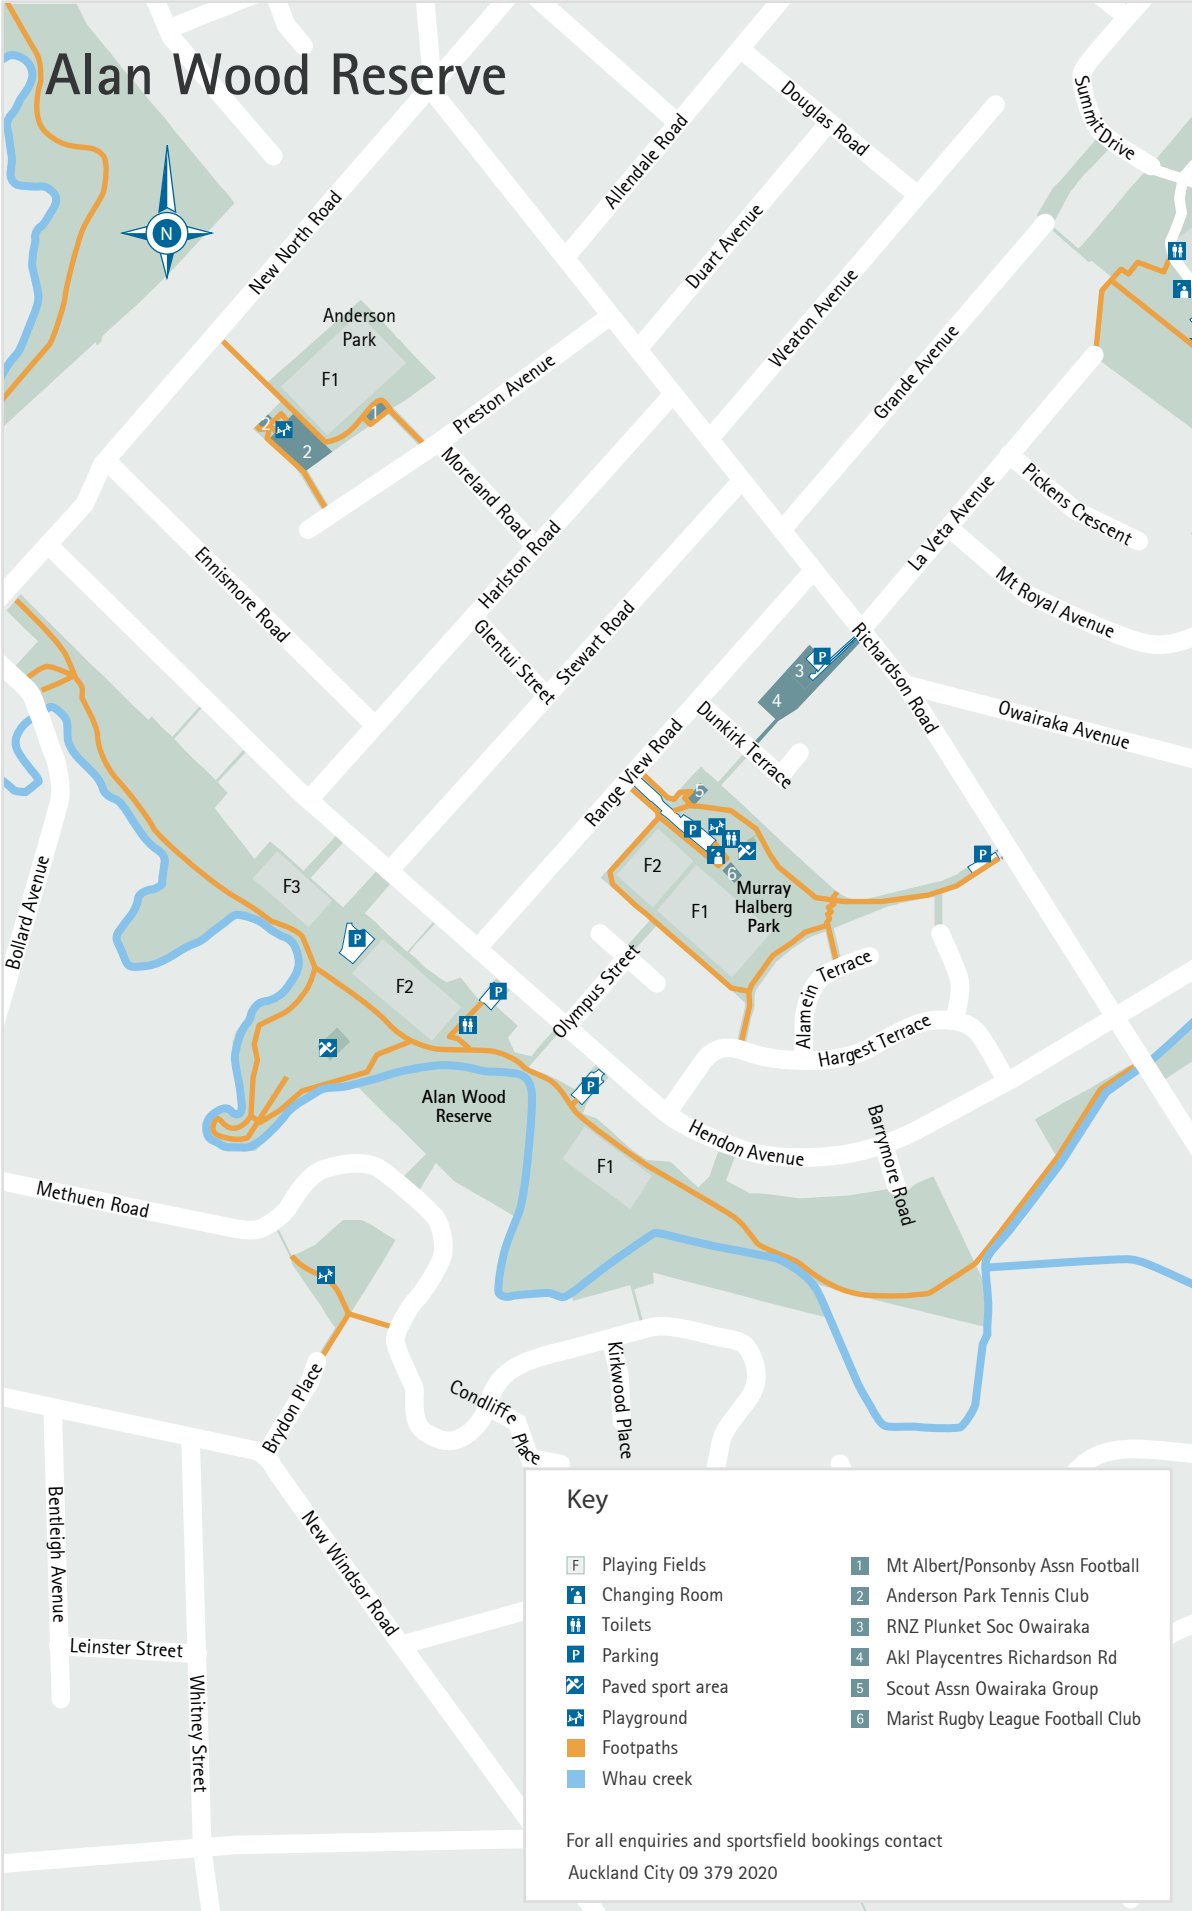 Alan Wood Reserve
N
Summit Drive
Douglas Road
Allendale Road
New North Road
Duart Avenue
Weaton Avenue
Anderson
Park
F1
Grande Avenue
Preston Avenue
1
2
2
Moreland Road
Pickens Crescent
La Veta Avenue
Harlston Road
Ennismore Road
Mt Royal Avenue
Glentui Street
Stewart Road
Richardson Road
P
3
4
Owairaka Avenue
Dunkirk Terrace
Range View Road
5
P
F2
6
Murray
Halberg
Park
F1
P
Bollard Avenue
F3
P
F2
P
Olympus Street
Alamein Terrace
Hargest Terrace
P
Alan Wood
Reserve
Barrymore Road
Hendon Avenue
F1
Methuen Road
Kirkwood Place
Condliffe Place
Brydon Place
Bentleigh Avenue
New Windsor Road
Leinster Street
Whitney Street
Key
F Playing Fields
Changing Room
Toilets
P Parking
Paved sport area
Playground
Footpaths
Whau creek
1 Mt Albert/Ponsonby Assn Football
2 Anderson Park Tennis Club
3 RNZ Plunket Soc Owairaka
4 Akl Playcentres Richardson Rd
5 Scout Assn Owairaka Group
6 Marist Rugby League Football Club
For all enquiries and sportsfield bookings contact
Auckland City 09 379 2020